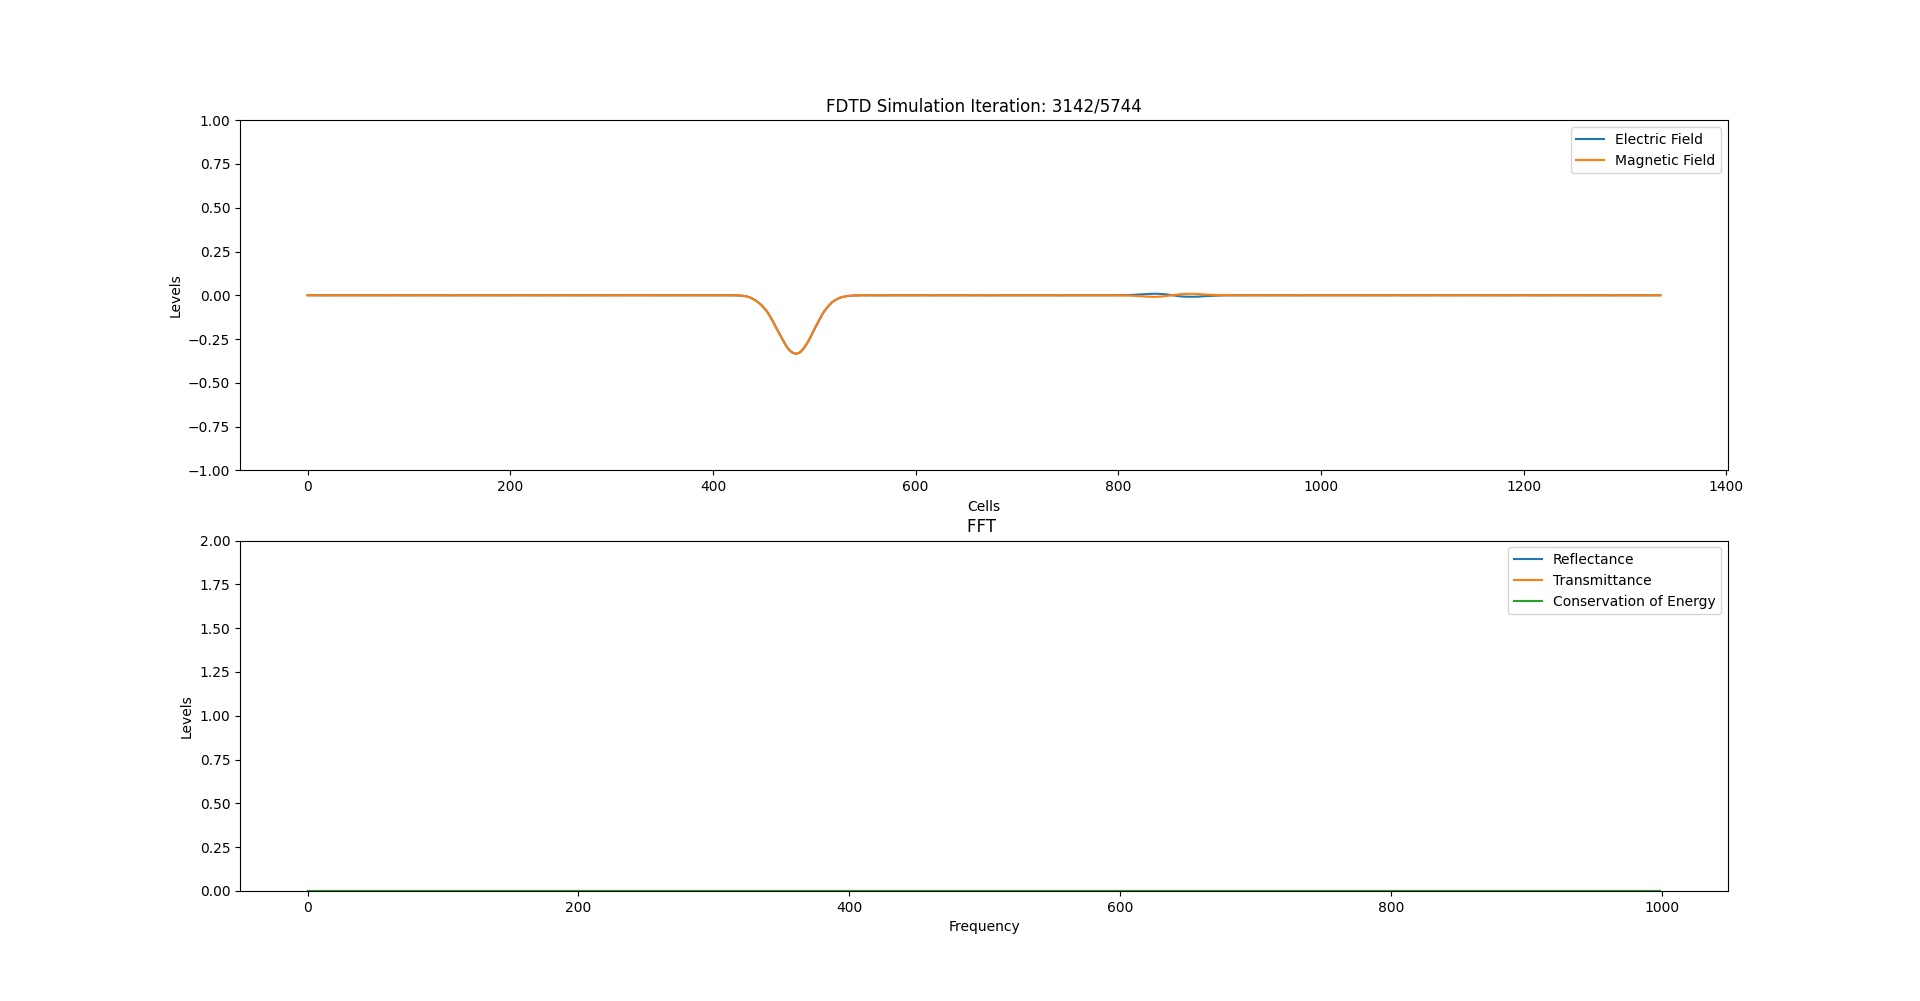 FDTD Simulation Iteration: 3142/5744
1.00
0.75
0.50
0.25
0.00
−0.25
−0.50
−0.75
−1.00
Levels
Electric Field
Magnetic Field
0 200 400 600 800 1000 1200 1400
Cells
FFT
2.00
1.75
1.50
1.25
1.00
0.75
0.50
0.25
0.00
Levels
Reflectance
Transmittance
Conservation of Energy
0 200 400 600 800 1000
Frequency